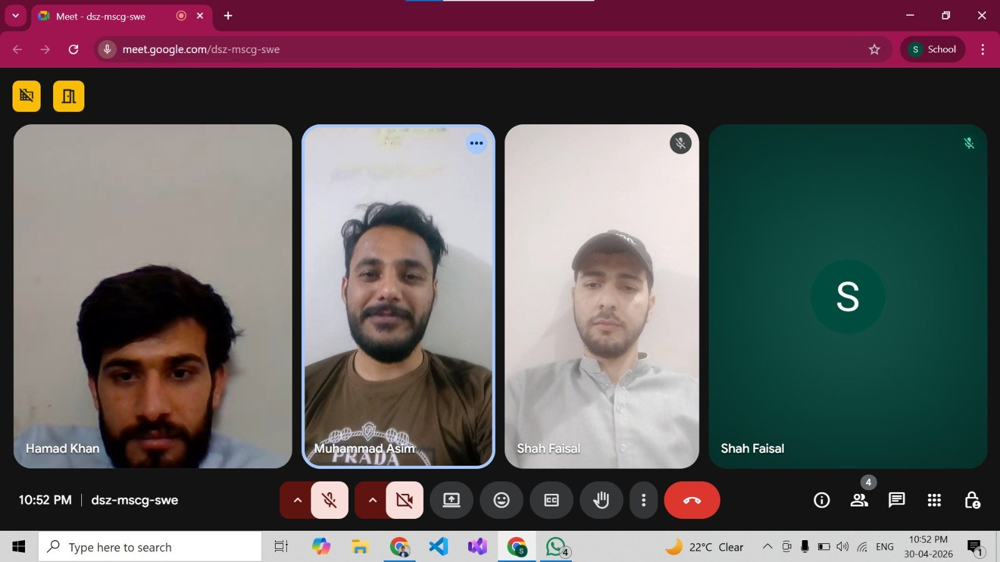 Meet - dsz-mscg-swe
meet.google.com/dsz-mscg-swe
S School
S
Hamad Khan
Muhammad Asim
PRADA
Shah Faisal
Shah Faisal
4
10:52 PM | dsz-mscg-swe
CC
Type here to search
S
4
22°C Clear
ENG
10:52 PM
30-04-2026
1